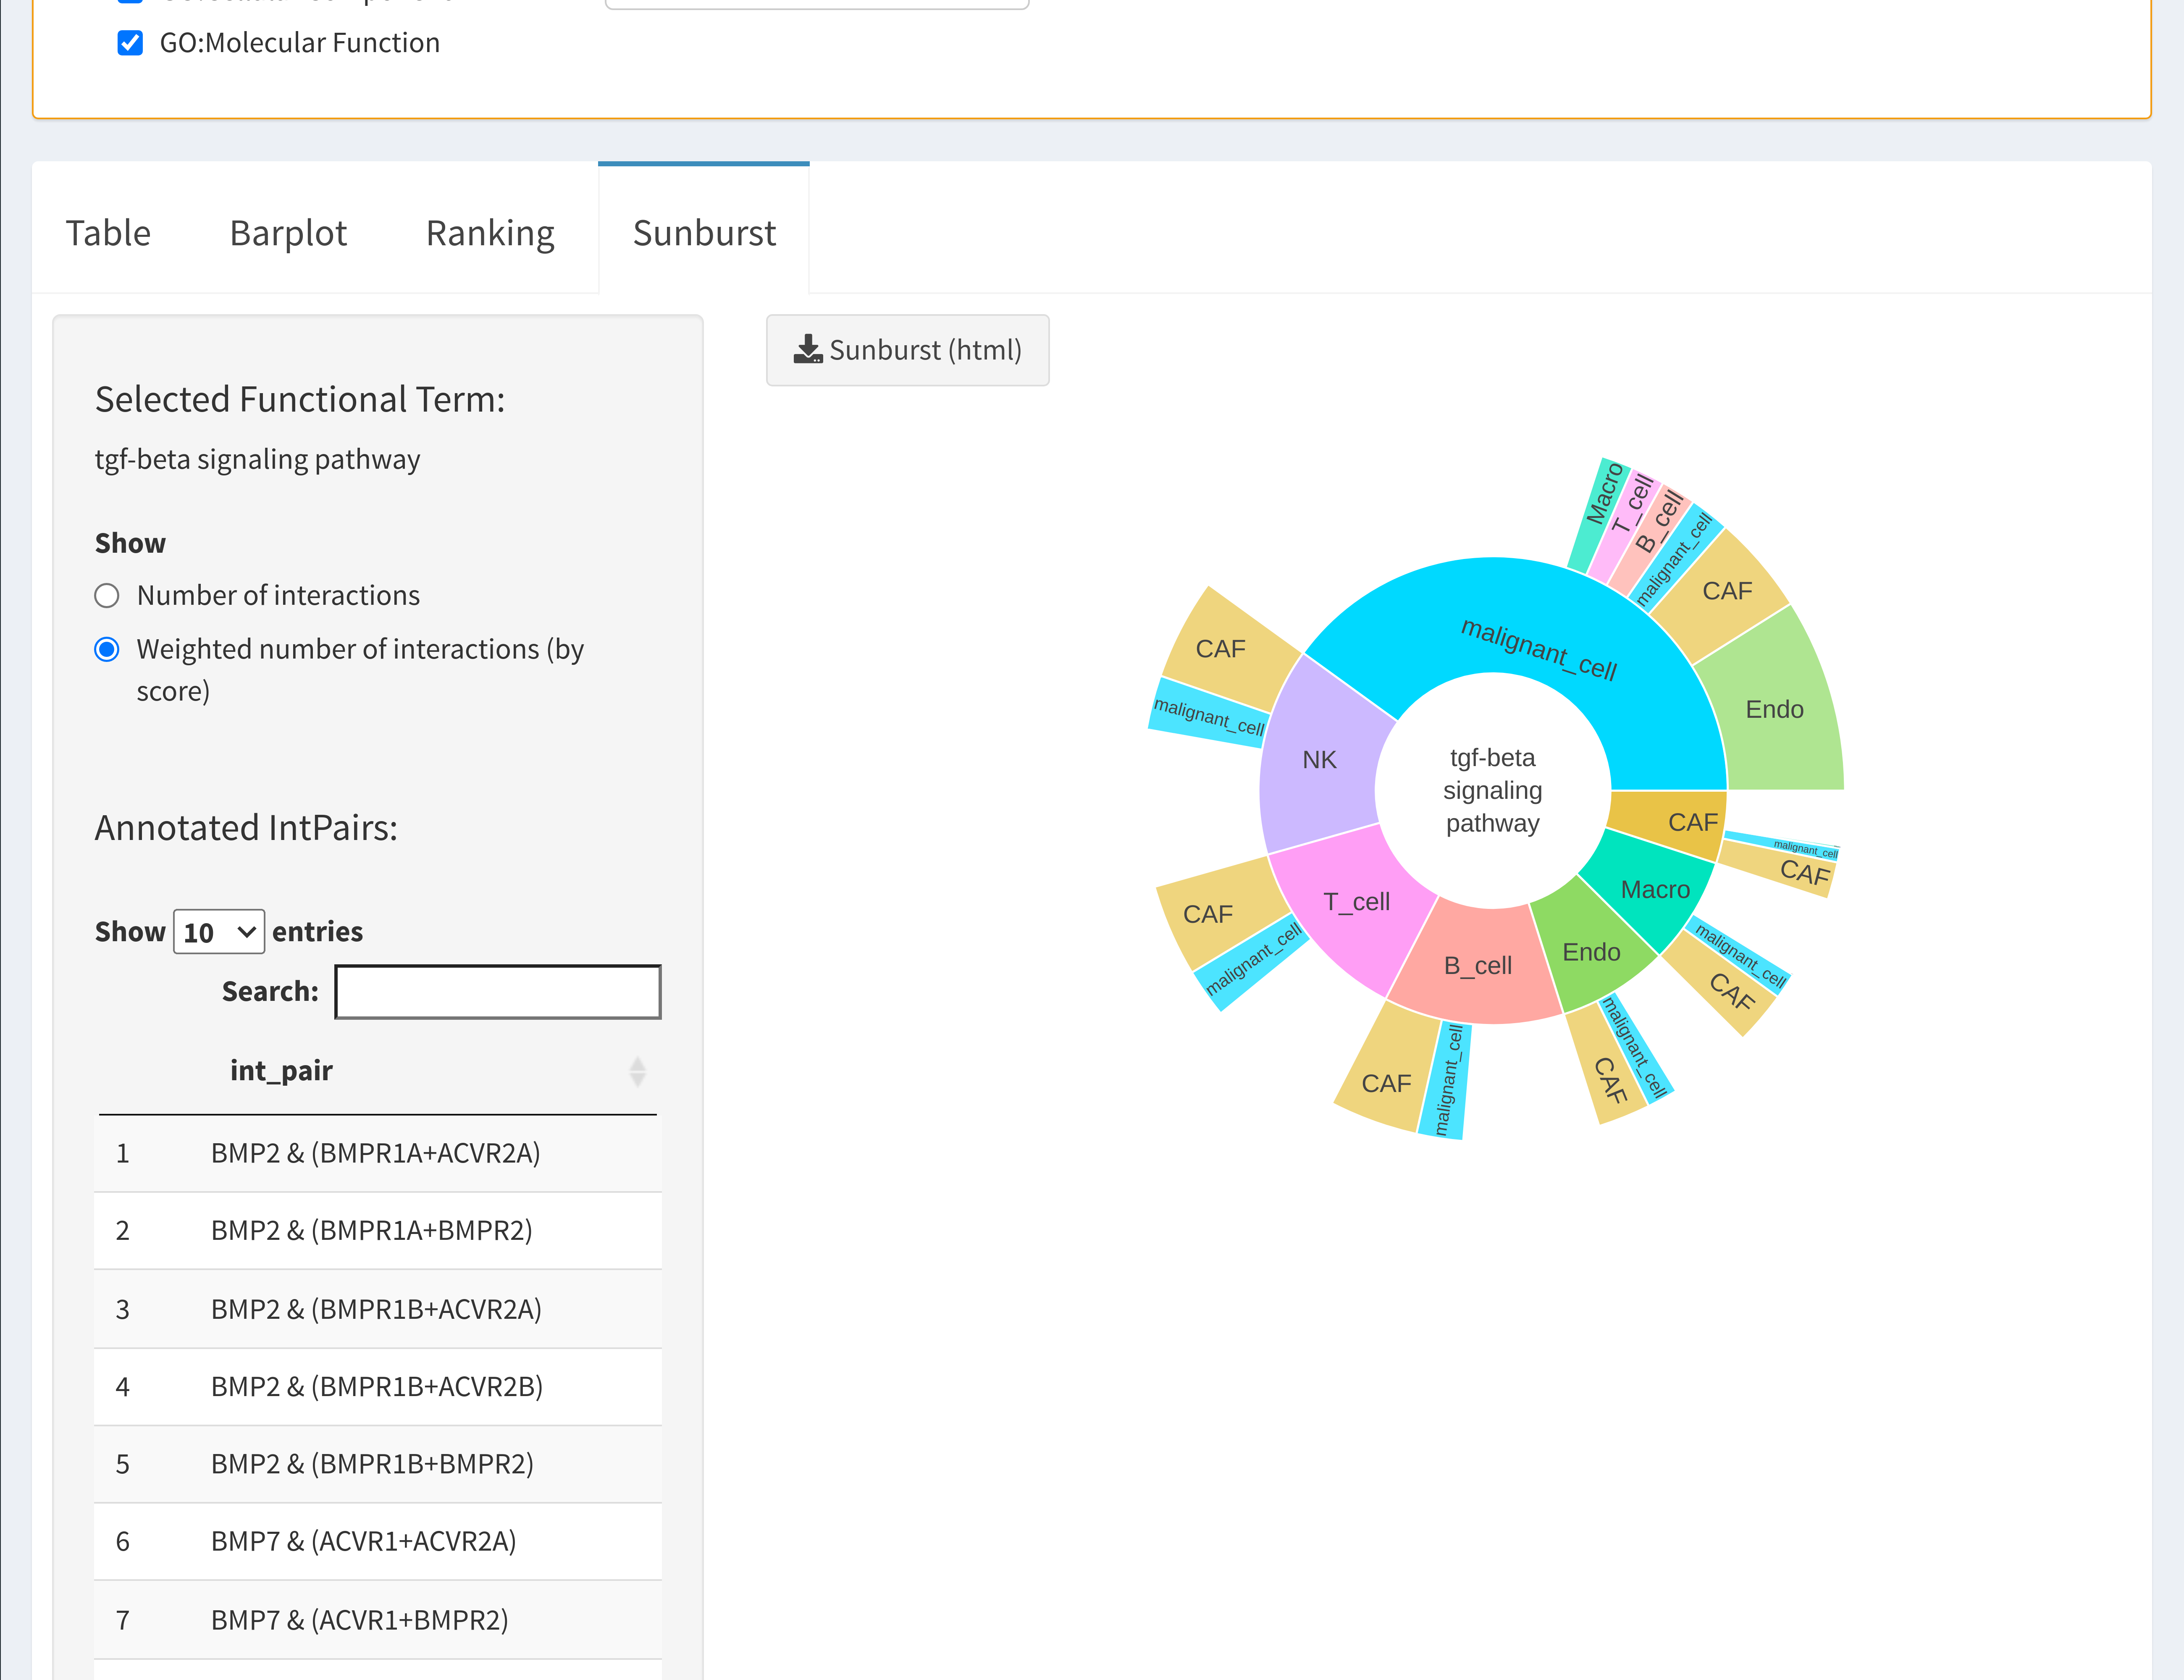 GO:Molecular Function
Table
Barplot
Ranking
Sunburst
Sunburst (html)
Selected Functional Term:
tgf-beta signaling pathway
Show
Number of interactions
Weighted number of interactions (by
score)
Annotated IntPairs:
Show 10 entries
Search:
int_pair
1 BMP2 & (BMPR1A+ACVR2A)
2 BMP2 & (BMPR1A+BMPR2)
3 BMP2 & (BMPR1B+ACVR2A)
4 BMP2 & (BMPR1B+ACVR2B)
5 BMP2 & (BMPR1B+BMPR2)
6 BMP7 & (ACVR1+ACVR2A)
7 BMP7 & (ACVR1+BMPR2)
tgf-beta
signaling
pathway
malignant_cell
Macro
T_cell
B_cell
malignant_cell
CAF
Endo
NK
CAF
malignant_cell
T_cell
CAF
malignant_cell
B_cell
CAF
malignant_cell
Endo
CAF
malignant_cell
Macro
malignant_cell
CAF
CAF
malignant_cell
CAF